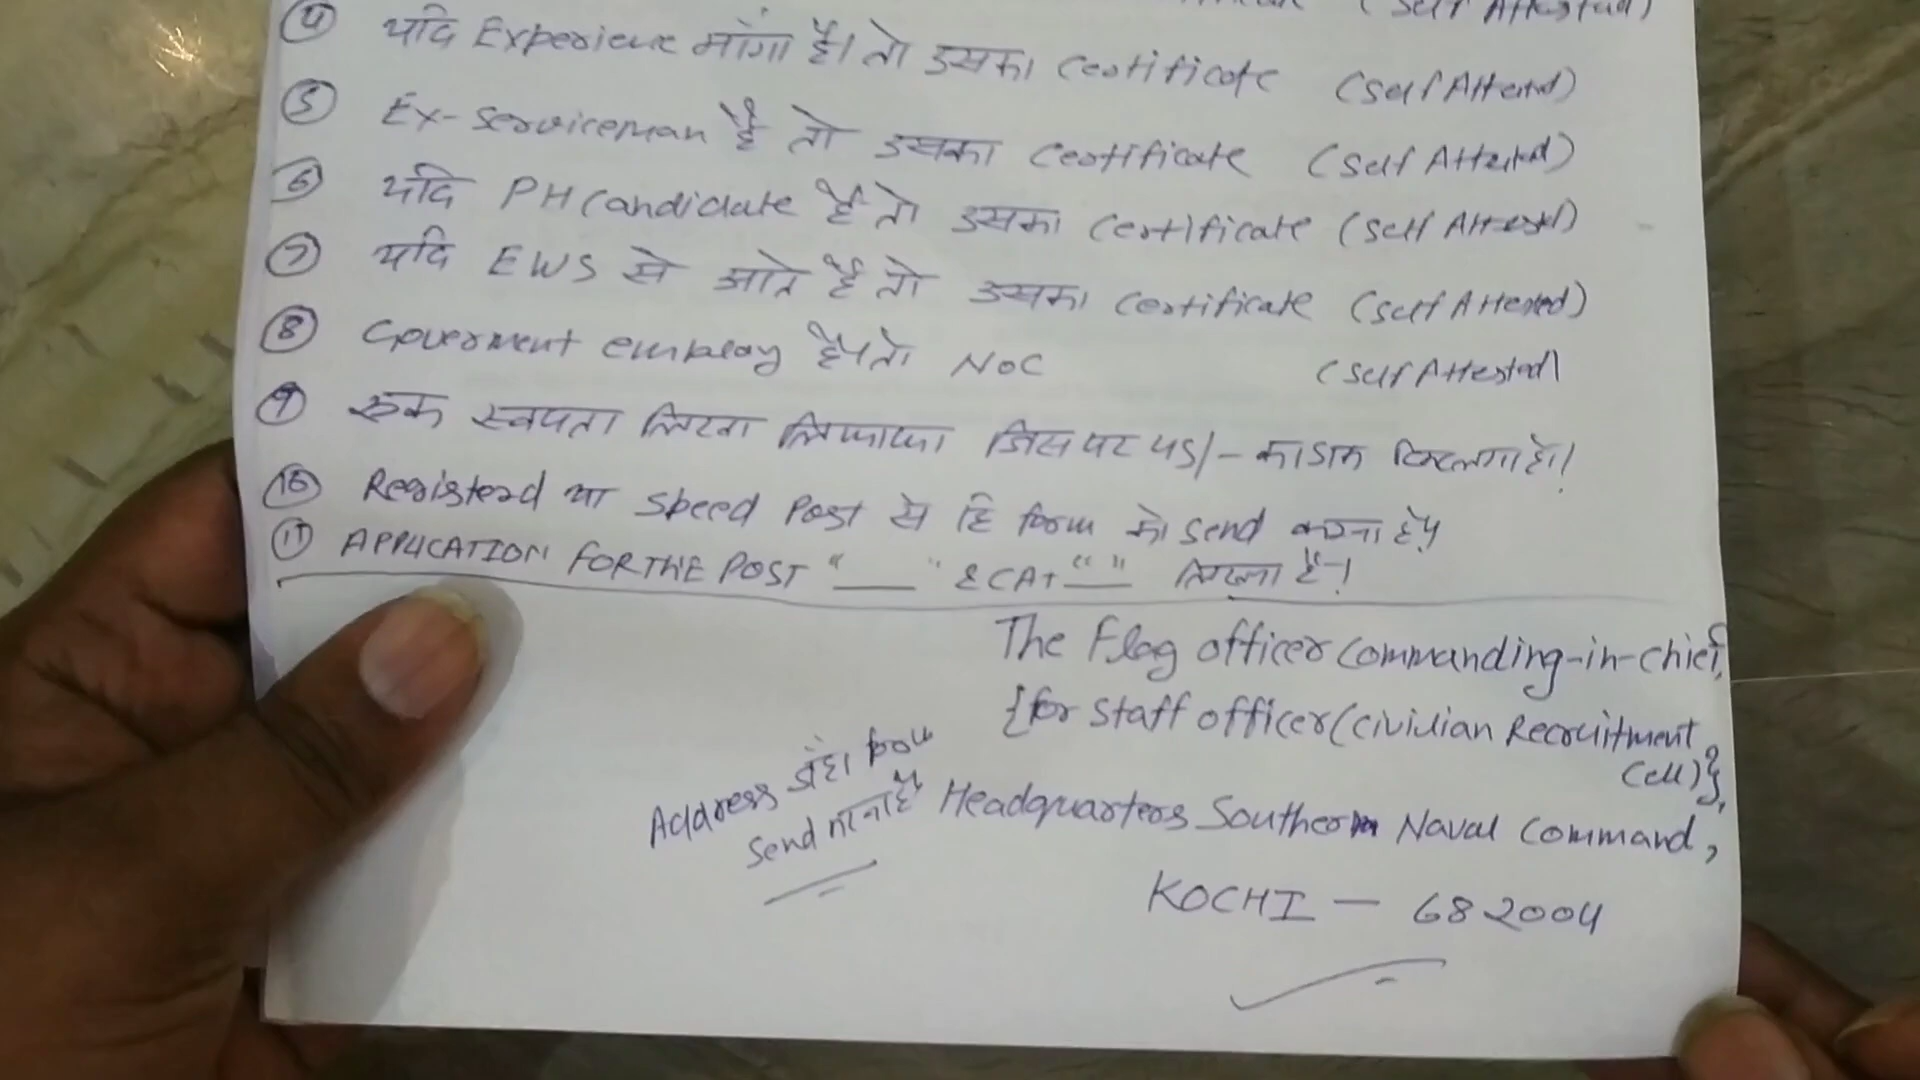 (Self Attested)
④ यदि Experience मांगा है। तो उसका Certificate (Self Attested)
⑤ Ex-Serviceman है तो उसका Certificate (Self Attested)
⑥ यदि PH Candidate है तो उसका Certificate (Self Attested)
⑦ यदि EWS से आते है तो उसका Certificate (Self Attested)
⑧ Goverment employ है। तो NOC (Self Attested)
⑨ एक स्वपता लिखा लिफाफा जिस पर 45/- का डाक टिकट लगा हो।
⑩ Registerd या Speed Post से हि form को send करना है।
⑪ APPLICATION FOR THE POST "___" & CAT "__" लिखना है।
The Flag officer Commanding-in-chief,
{for Staff officer (civilian Recruitment
Cell)},
Headquarters Southern Naval Command,
KOCHI - 682004
Address जहां form
send करना है